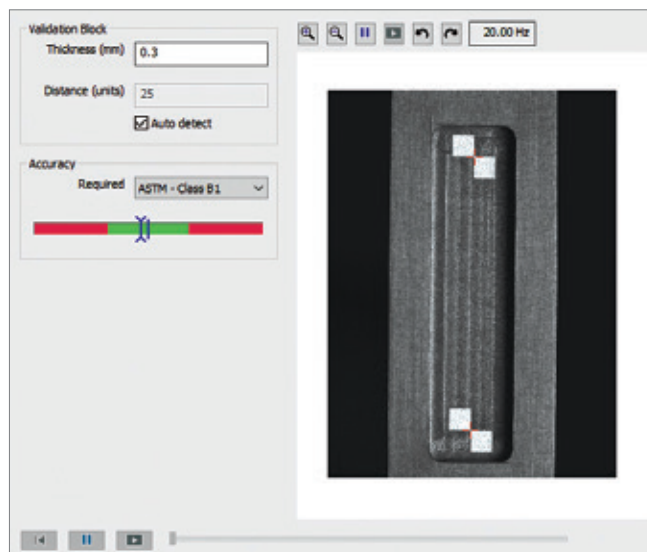 Validation Block
Thickness (mm) 0.3
Distance (units) 25
Auto detect
Accuracy
Required ASTM - Class B1
20.00 Hz